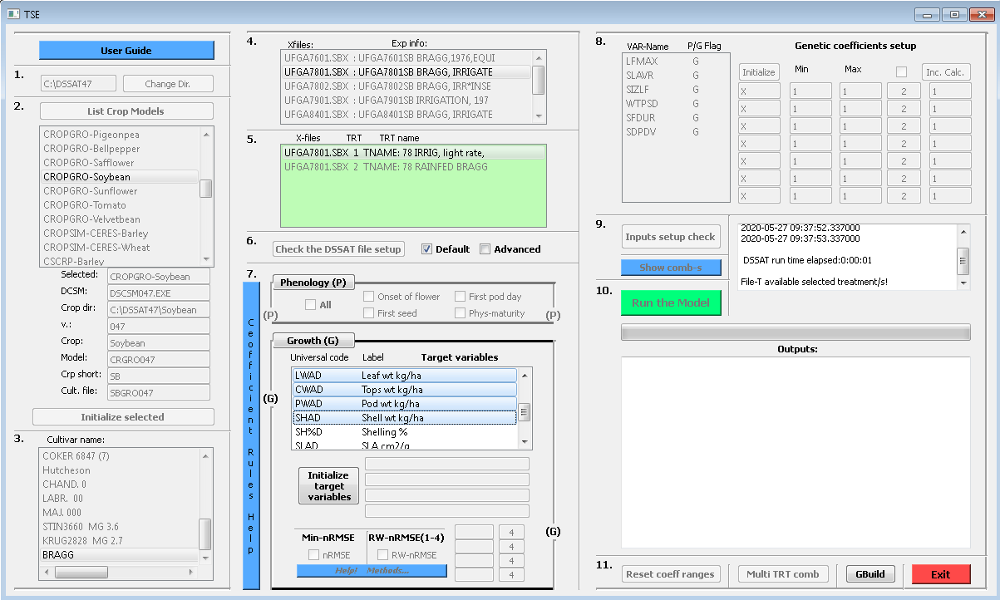 TSE
User Guide
1.
C:\DSSAT47
Change Dir.
2.
List Crop Models
CROPGRO-Pigeonpea
CROPGRO-Bellpepper
CROPGRO-Safflower
CROPGRO-Soybean
CROPGRO-Sunflower
CROPGRO-Tomato
CROPGRO-Velvetbean
CROPSIM-CERES-Barley
CROPSIM-CERES-Wheat
CSCRP-Barley
Selected: CROPGRO-Soybean
DCSM: DSCSM047.EXE
Crop dir: C:\DSSAT47\Soybean
v.: 047
Crop: Soybean
Model: CRGRO047
Crp short: SB
Cult. file: SBGRO047
Initialize selected
3. Cultivar name:
COKER 6847 (7)
Hutcheson
CHAND. 0
LABR. 00
MAJ. 000
STIN3660 MG 3.6
KRUG2828 MG 2.7
BRAGG
4. Xfiiles: Exp info:
UFGA7601.SBX : UFGA7601SB BRAGG,1976,EQUI
UFGA7801.SBX : UFGA7801SB BRAGG, IRRIGATE
UFGA7802.SBX : UFGA7802SB BRAGG, IRR*INSE
UFGA7901.SBX : UFGA7901SB IRRIGATION, 197
UFGA8401.SBX : UFGA8401SB BRAGG, IRRIGATE
5. X-files TRT TRT name
UFGA7801.SBX 1 TNAME: 78 IRRIG, light rate,
UFGA7801.SBX 2 TNAME: 78 RAINFED BRAGG
6. Check the DSSAT file setup Default Advanced
7.
Ceofficient Rules Help
Phenology (P)
All Onset of flower First pod day
First seed Phys-maturity
(P) (P)
Growth (G)
Universal code Label Target variables
LWAD Leaf wt kg/ha
CWAD Tops wt kg/ha
PWAD Pod wt kg/ha
SHAD Shell wt kg/ha
SH%D Shelling %
SLAD SLA cm2/g
(G)
Initialize target variables
(G)
Min-nRMSE RW-nRMSE(1-4)
nRMSE RW-nRMSE
Help! Methods...
4
4
4
4
8. VAR-Name P/G Flag
LFMAX G
SLAVR G
SIZLF G
WTPSD G
SFDUR G
SDPDV G
Genetic coefficients setup
Initialize Min Max Inc. Calc.
X 1 1 2 1
X 1 1 2 1
X 1 1 2 1
X 1 1 2 1
X 1 1 2 1
X 1 1 2 1
X 1 1 2 1
9.
Inputs setup check
Show comb-s
2020-05-27 09:37:52.337000
2020-05-27 09:37:53.337000
DSSAT run time elapsed:0:00:01
File-T available selected treatment/s!
10.
Run the Model
Outputs:
11. Reset coeff ranges Multi TRT comb GBuild Exit